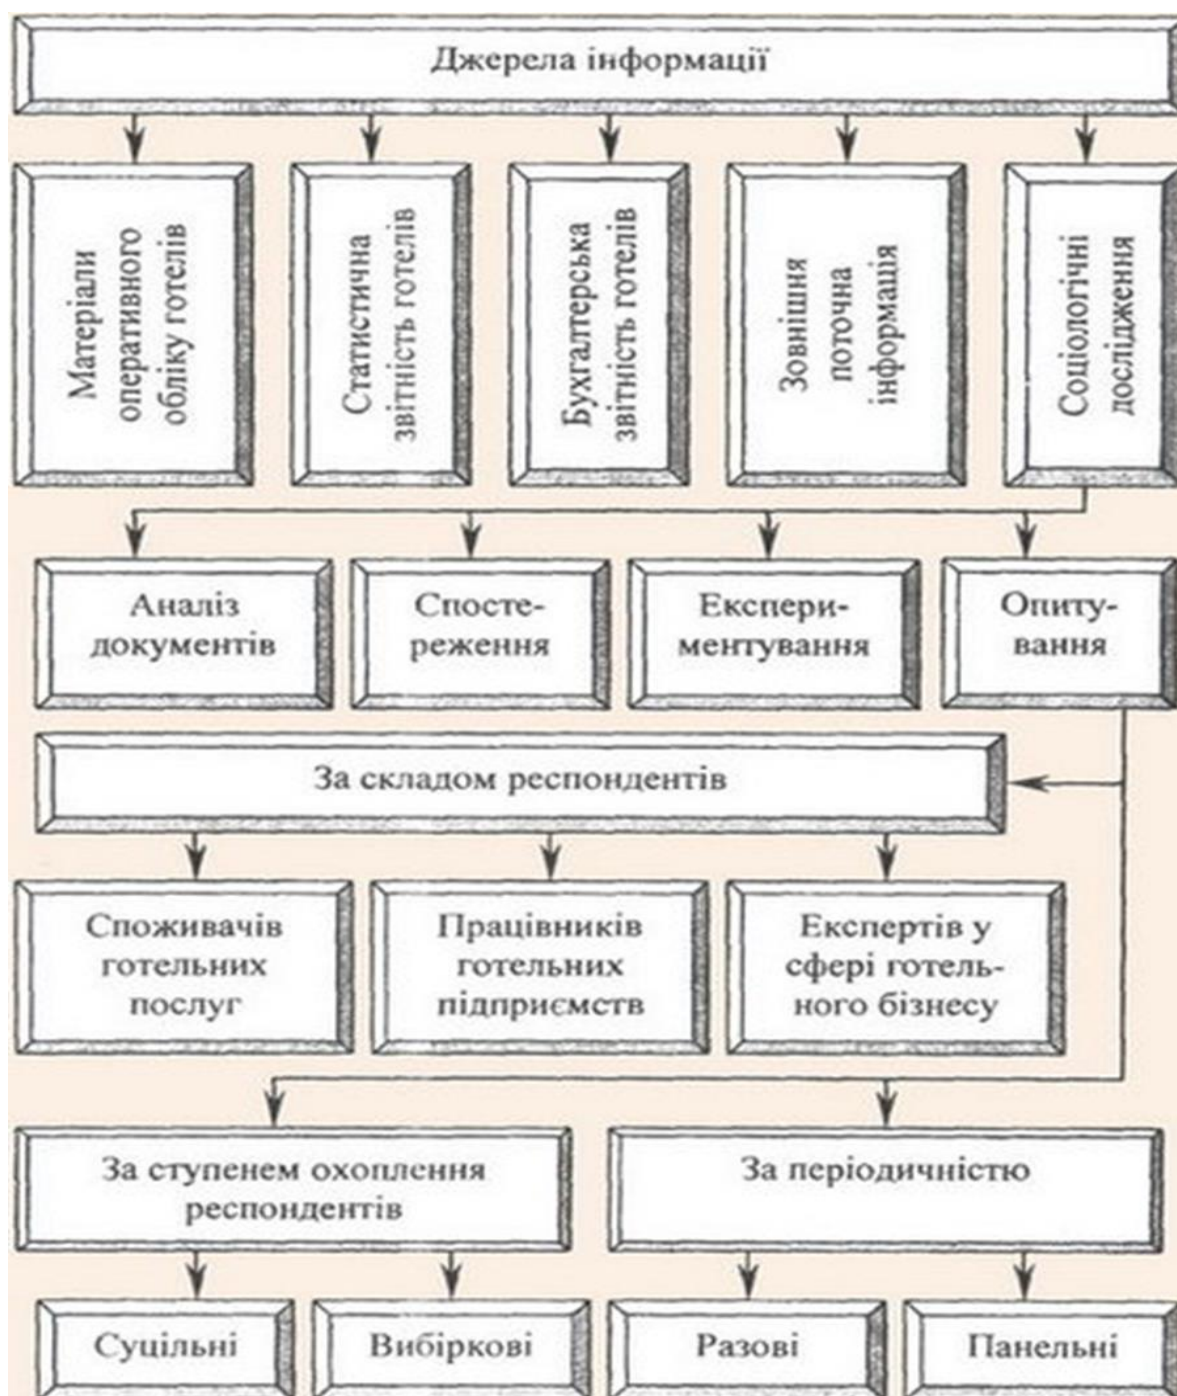 Джерела інформації
Матеріали
оперативного
обліку готелів
Статистична
звітність готелів
Бухгалтерська
звітність готелів
Зовнішня
поточна
інформація
Соціологічні
дослідження
Аналіз
документів
Спосте-
реження
Експери-
ментування
Опиту-
вання
За складом респондентів
Споживачів
готельних
послуг
Працівників
готельних
підприємств
Експертів у
сфері готель-
ного бізнесу
За ступенем охоплення
респондентів
За періодичністю
Суцільні
Вибіркові
Разові
Панельні